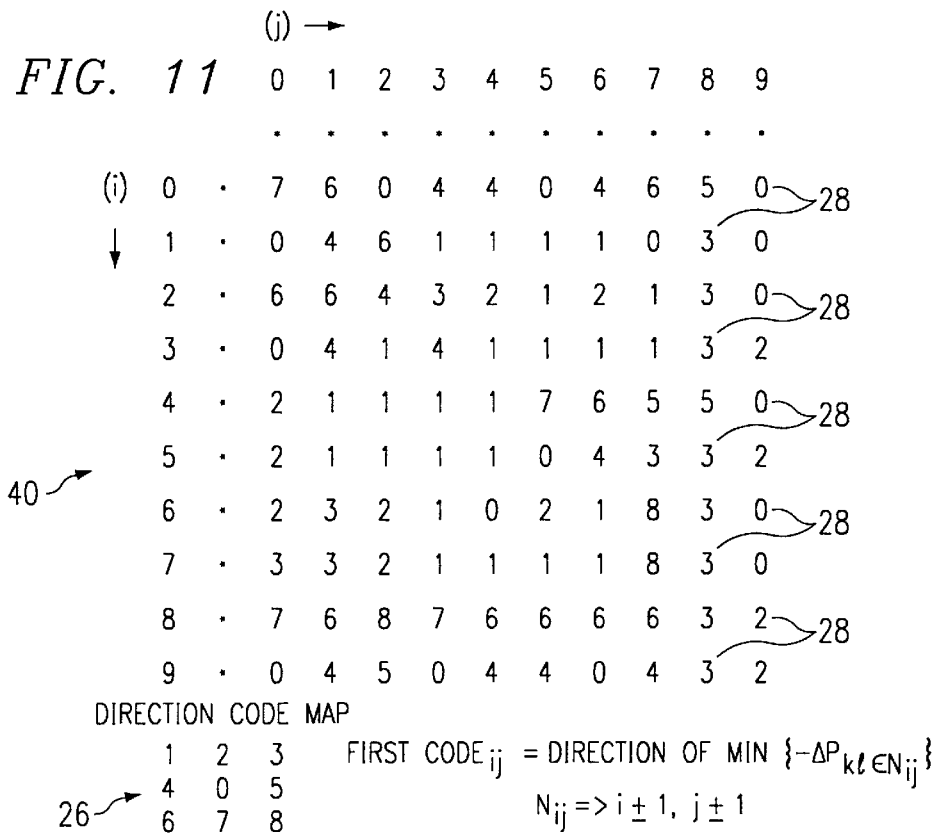 (j) →
FIG. 11 0 1 2 3 4 5 6 7 8 9
. . . . . . . . . .
(i) 0 · 7 6 0 4 4 0 4 6 5 0 28
↓ 1 · 0 4 6 1 1 1 1 0 3 0
2 · 6 6 4 3 2 1 2 1 3 0 28
3 · 0 4 1 4 1 1 1 1 3 2
4 · 2 1 1 1 1 7 6 5 5 0 28
5 · 2 1 1 1 1 0 4 3 3 2
40
6 · 2 3 2 1 0 2 1 8 3 0 28
7 · 3 3 2 1 1 1 1 8 3 0
8 · 7 6 8 7 6 6 6 6 3 2 28
9 · 0 4 5 0 4 4 0 4 3 2
DIRECTION CODE MAP
1 2 3 FIRST CODE ij = DIRECTION OF MIN {-ΔP kℓ ∈ N ij}
4 0 5
26 6 7 8 N ij => i ± 1, j ± 1